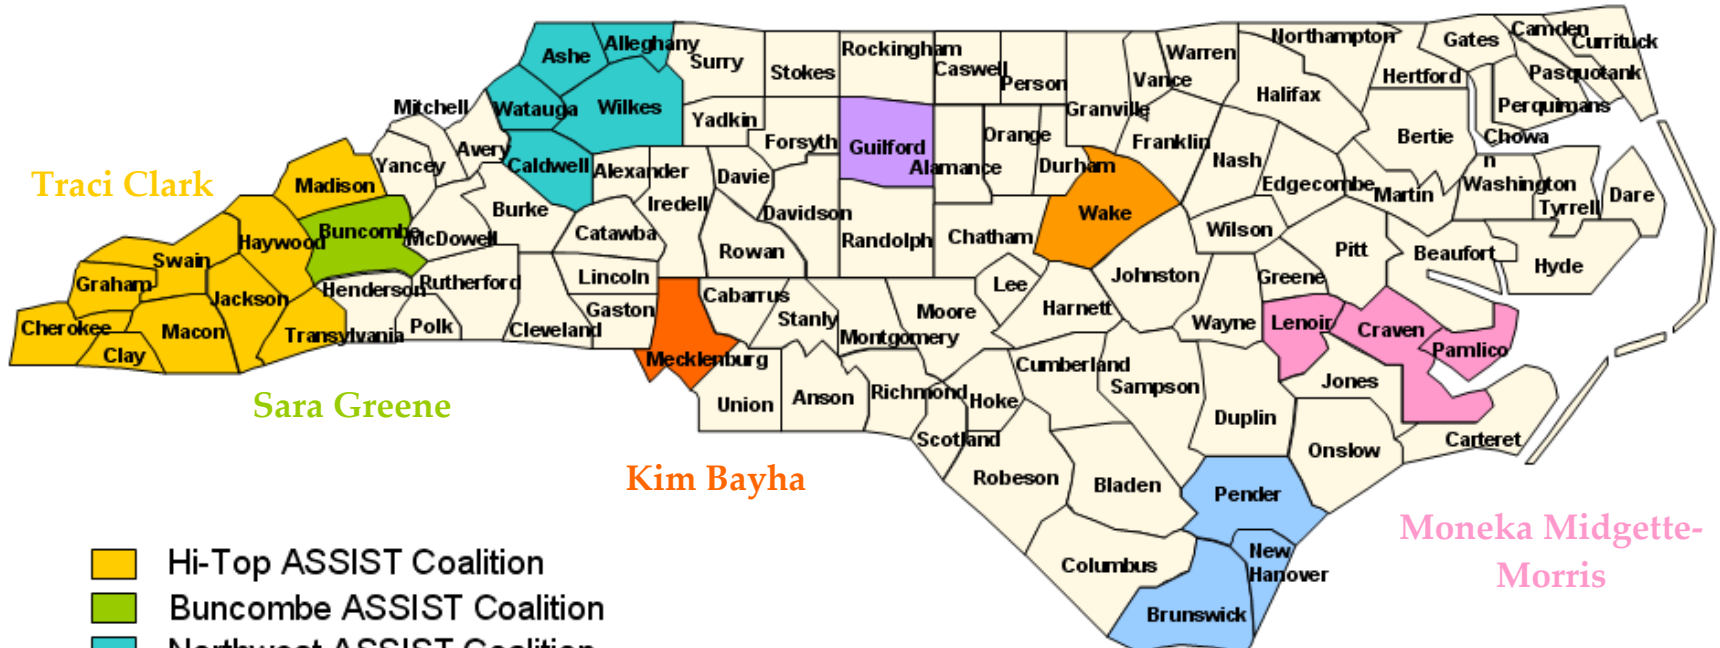 Ashe
Alleghany
Surry
Stokes
Rockingham
Caswell
Person
Granville
Vance
Warren
Northampton
Halifax
Hertford
Gates
Camden
Currituck
Pasquotank
Perquimans
Chowa
n
Bertie
Mitchell
Watauga
Wilkes
Yadkin
Forsyth
Guilford
Alamance
Orange
Durham
Franklin
Nash
Edgecombe
Martin
Washington
Tyrrell
Dare
Traci Clark
Madison
Yancey
Avery
Caldwell
Alexander
Davie
Iredell
Burke
Davidson
Wake
Wilson
Haywood
Buncombe
McDowell
Catawba
Rowan
Randolph
Chatham
Pitt
Beaufort
Hyde
Swain
Graham
Jackson
Henderson
Rutherford
Lincoln
Gaston
Cabarrus
Lee
Johnston
Greene
Cherokee
Macon
Clay
Transylvania
Polk
Cleveland
Stanly
Moore
Montgomery
Harnett
Wayne
Lenoir
Craven
Pamlico
Mecklenburg
Union
Anson
Richmond
Hoke
Cumberland
Sampson
Jones
Duplin
Sara Greene
Scotland
Onslow
Carteret
Kim Bayha
Robeson
Bladen
Pender
Moneka Midgette-
Morris
Columbus
New
Hanover
Brunswick
Hi-Top ASSIST Coalition
Buncombe ASSIST Coalition
Northwest ASSIST Coalition